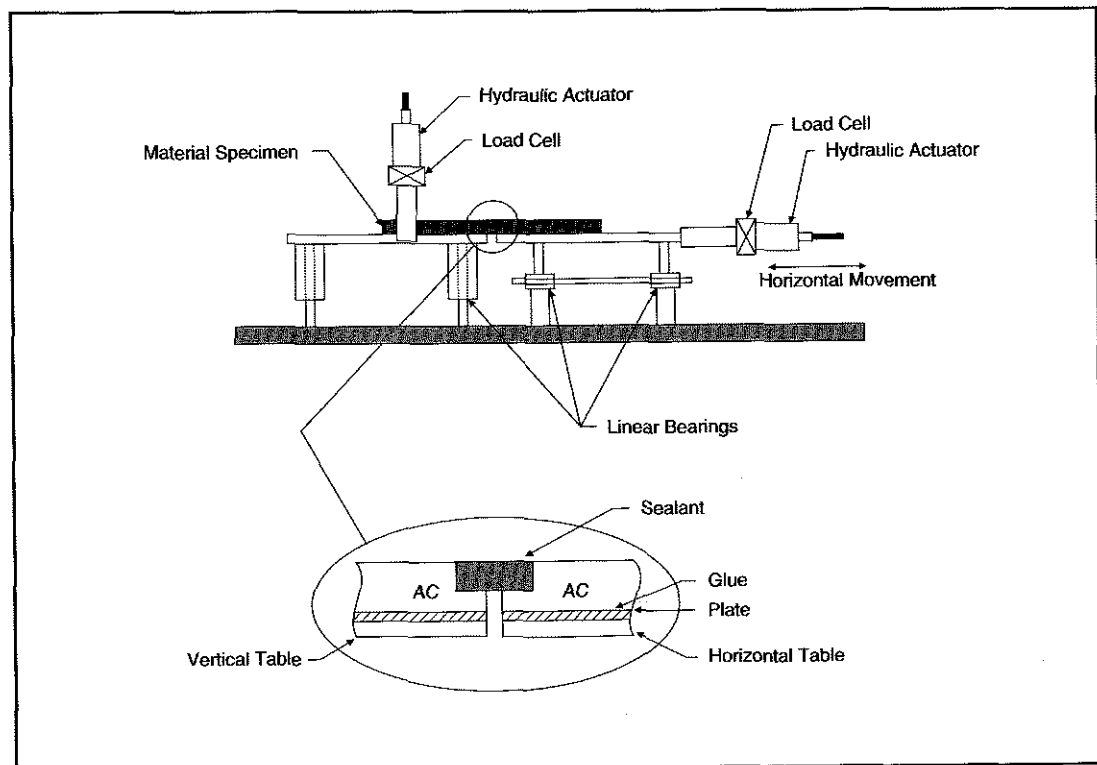 Hydraulic Actuator
Load Cell
Material Specimen
Load Cell
Hydraulic Actuator
Horizontal Movement
Linear Bearings
Sealant
AC
AC
Glue
Plate
Vertical Table
Horizontal Table